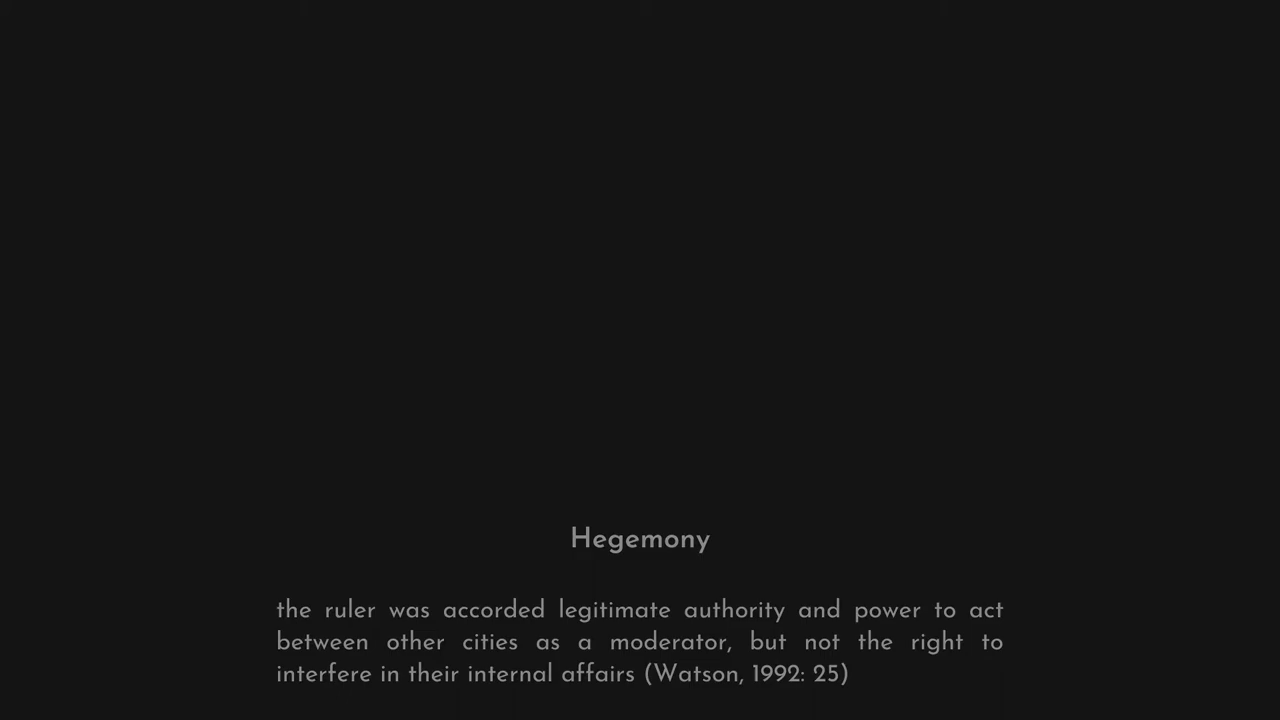 Hegemony
the ruler was accorded legitimate authority and power to act
between other cities as a moderator, but not the right to
interfere in their internal affairs (Watson, 1992: 25)